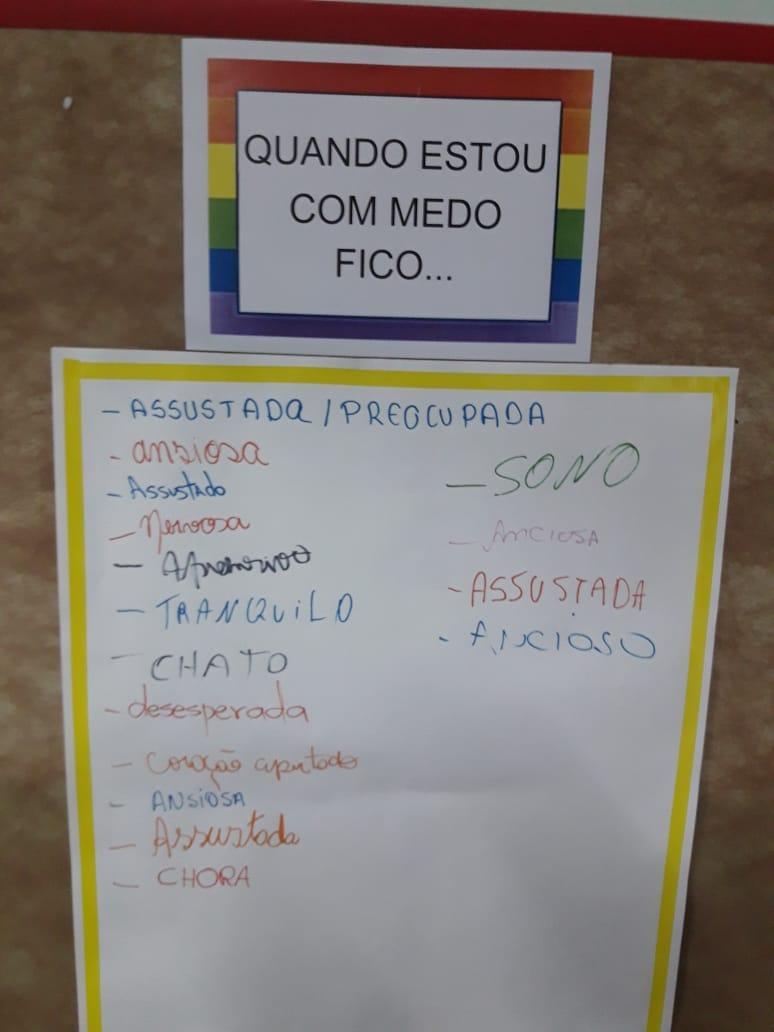 QUANDO ESTOU
COM MEDO
FICO...
- ASSUSTADA / PREOCUPADA
- ansiosa
- Assustado
- Nervosa
- Apreensivo
- TRANQUILO
- CHATO
- desesperada
- Coração apertado
- ANSIOSA
- Assustada
- CHORA
- SONO
- ANCIOSA
- ASSUSTADA
- ANCIOSO